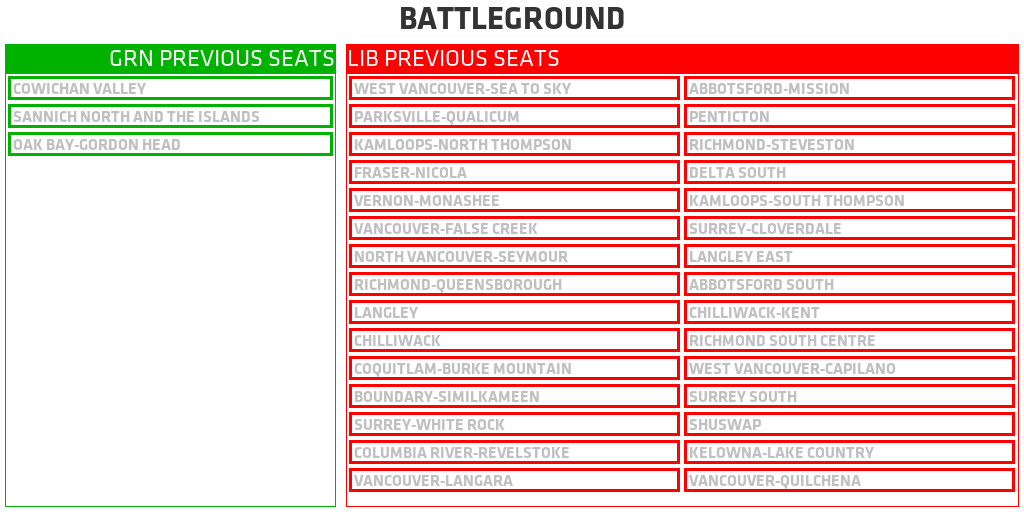 BATTLEGROUND
GRN PREVIOUS SEATS
COWICHAN VALLEY
SANNICH NORTH AND THE ISLANDS
OAK BAY-GORDON HEAD
LIB PREVIOUS SEATS
WEST VANCOUVER-SEA TO SKY
PARKSVILLE-QUALICUM
KAMLOOPS-NORTH THOMPSON
FRASER-NICOLA
VERNON-MONASHEE
VANCOUVER-FALSE CREEK
NORTH VANCOUVER-SEYMOUR
RICHMOND-QUEENSBOROUGH
LANGLEY
CHILLIWACK
COQUITLAM-BURKE MOUNTAIN
BOUNDARY-SIMILKAMEEN
SURREY-WHITE ROCK
COLUMBIA RIVER-REVELSTOKE
VANCOUVER-LANGARA
ABBOTSFORD-MISSION
PENTICTON
RICHMOND-STEVESTON
DELTA SOUTH
KAMLOOPS-SOUTH THOMPSON
SURREY-CLOVERDALE
LANGLEY EAST
ABBOTSFORD SOUTH
CHILLIWACK-KENT
RICHMOND SOUTH CENTRE
WEST VANCOUVER-CAPILANO
SURREY SOUTH
SHUSWAP
KELOWNA-LAKE COUNTRY
VANCOUVER-QUILCHENA